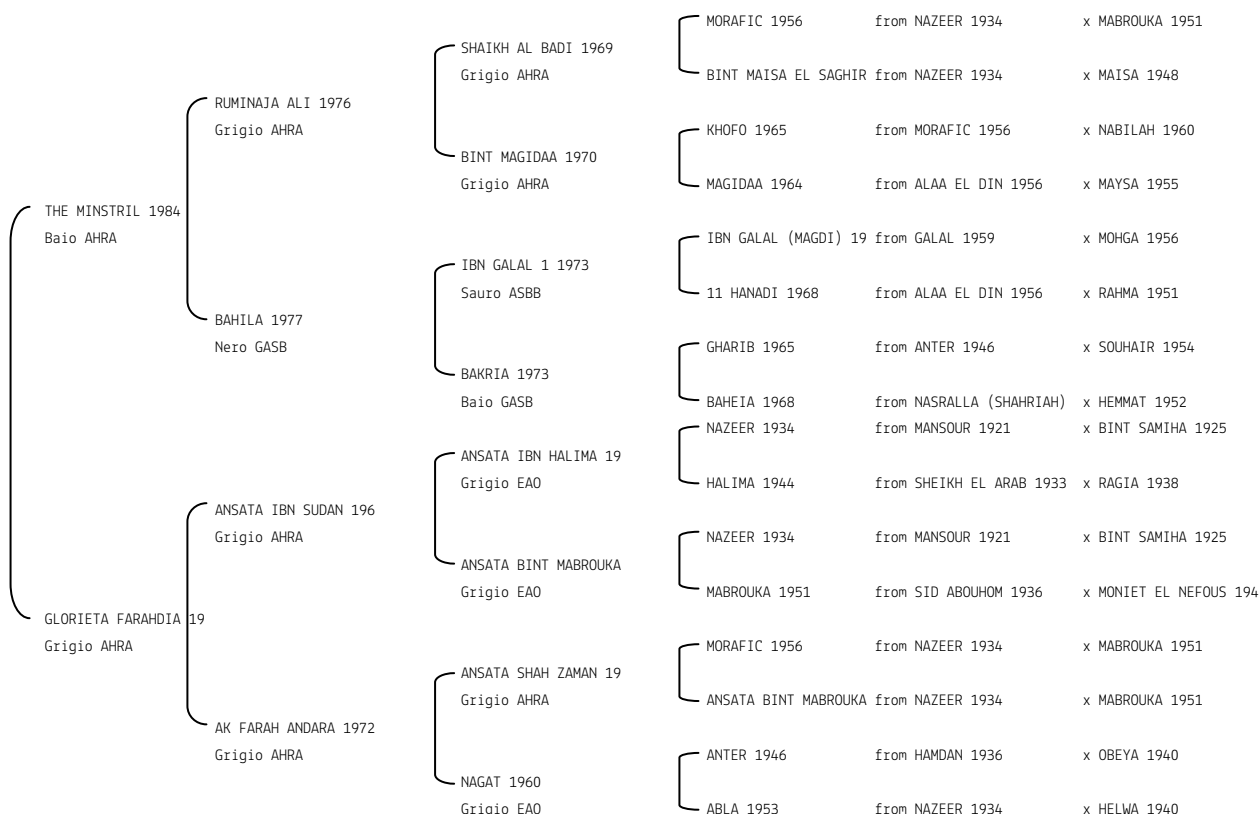 MORAFIC 1956 from NAZEER 1934 x MABROUKA 1951
SHAIKH AL BADI 1969
Grigio AHRA
BINT MAISA EL SAGHIR from NAZEER 1934 x MAISA 1948
RUMINAJA ALI 1976
Grigio AHRA
KHOFO 1965 from MORAFIC 1956 x NABILAH 1960
BINT MAGIDAA 1970
Grigio AHRA
MAGIDAA 1964 from ALAA EL DIN 1956 x MAYSA 1955
THE MINSTRIL 1984
Baio AHRA
IBN GALAL (MAGDI) 19 from GALAL 1959 x MOHGA 1956
IBN GALAL 1 1973
Sauro ASBB
11 HANADI 1968 from ALAA EL DIN 1956 x RAHMA 1951
BAHILA 1977
Nero GASB
GHARIB 1965 from ANTER 1946 x SOUHAIR 1954
BAKRIA 1973
Baio GASB
BAHEIA 1968 from NASRALLA (SHAHRIAH) x HEMMAT 1952
NAZEER 1934 from MANSOUR 1921 x BINT SAMIHA 1925
ANSATA IBN HALIMA 19
Grigio EAO
HALIMA 1944 from SHEIKH EL ARAB 1933 x RAGIA 1938
ANSATA IBN SUDAN 196
Grigio AHRA
NAZEER 1934 from MANSOUR 1921 x BINT SAMIHA 1925
ANSATA BINT MABROUKA
Grigio EAO
MABROUKA 1951 from SID ABOUHOM 1936 x MONIET EL NEFOUS 194
GLORIETA FARAHDIA 19
Grigio AHRA
MORAFIC 1956 from NAZEER 1934 x MABROUKA 1951
ANSATA SHAH ZAMAN 19
Grigio AHRA
ANSATA BINT MABROUKA from NAZEER 1934 x MABROUKA 1951
AK FARAH ANDARA 1972
Grigio AHRA
ANTER 1946 from HAMDAN 1936 x OBEYA 1940
NAGAT 1960
Grigio EAO
ABLA 1953 from NAZEER 1934 x HELWA 1940